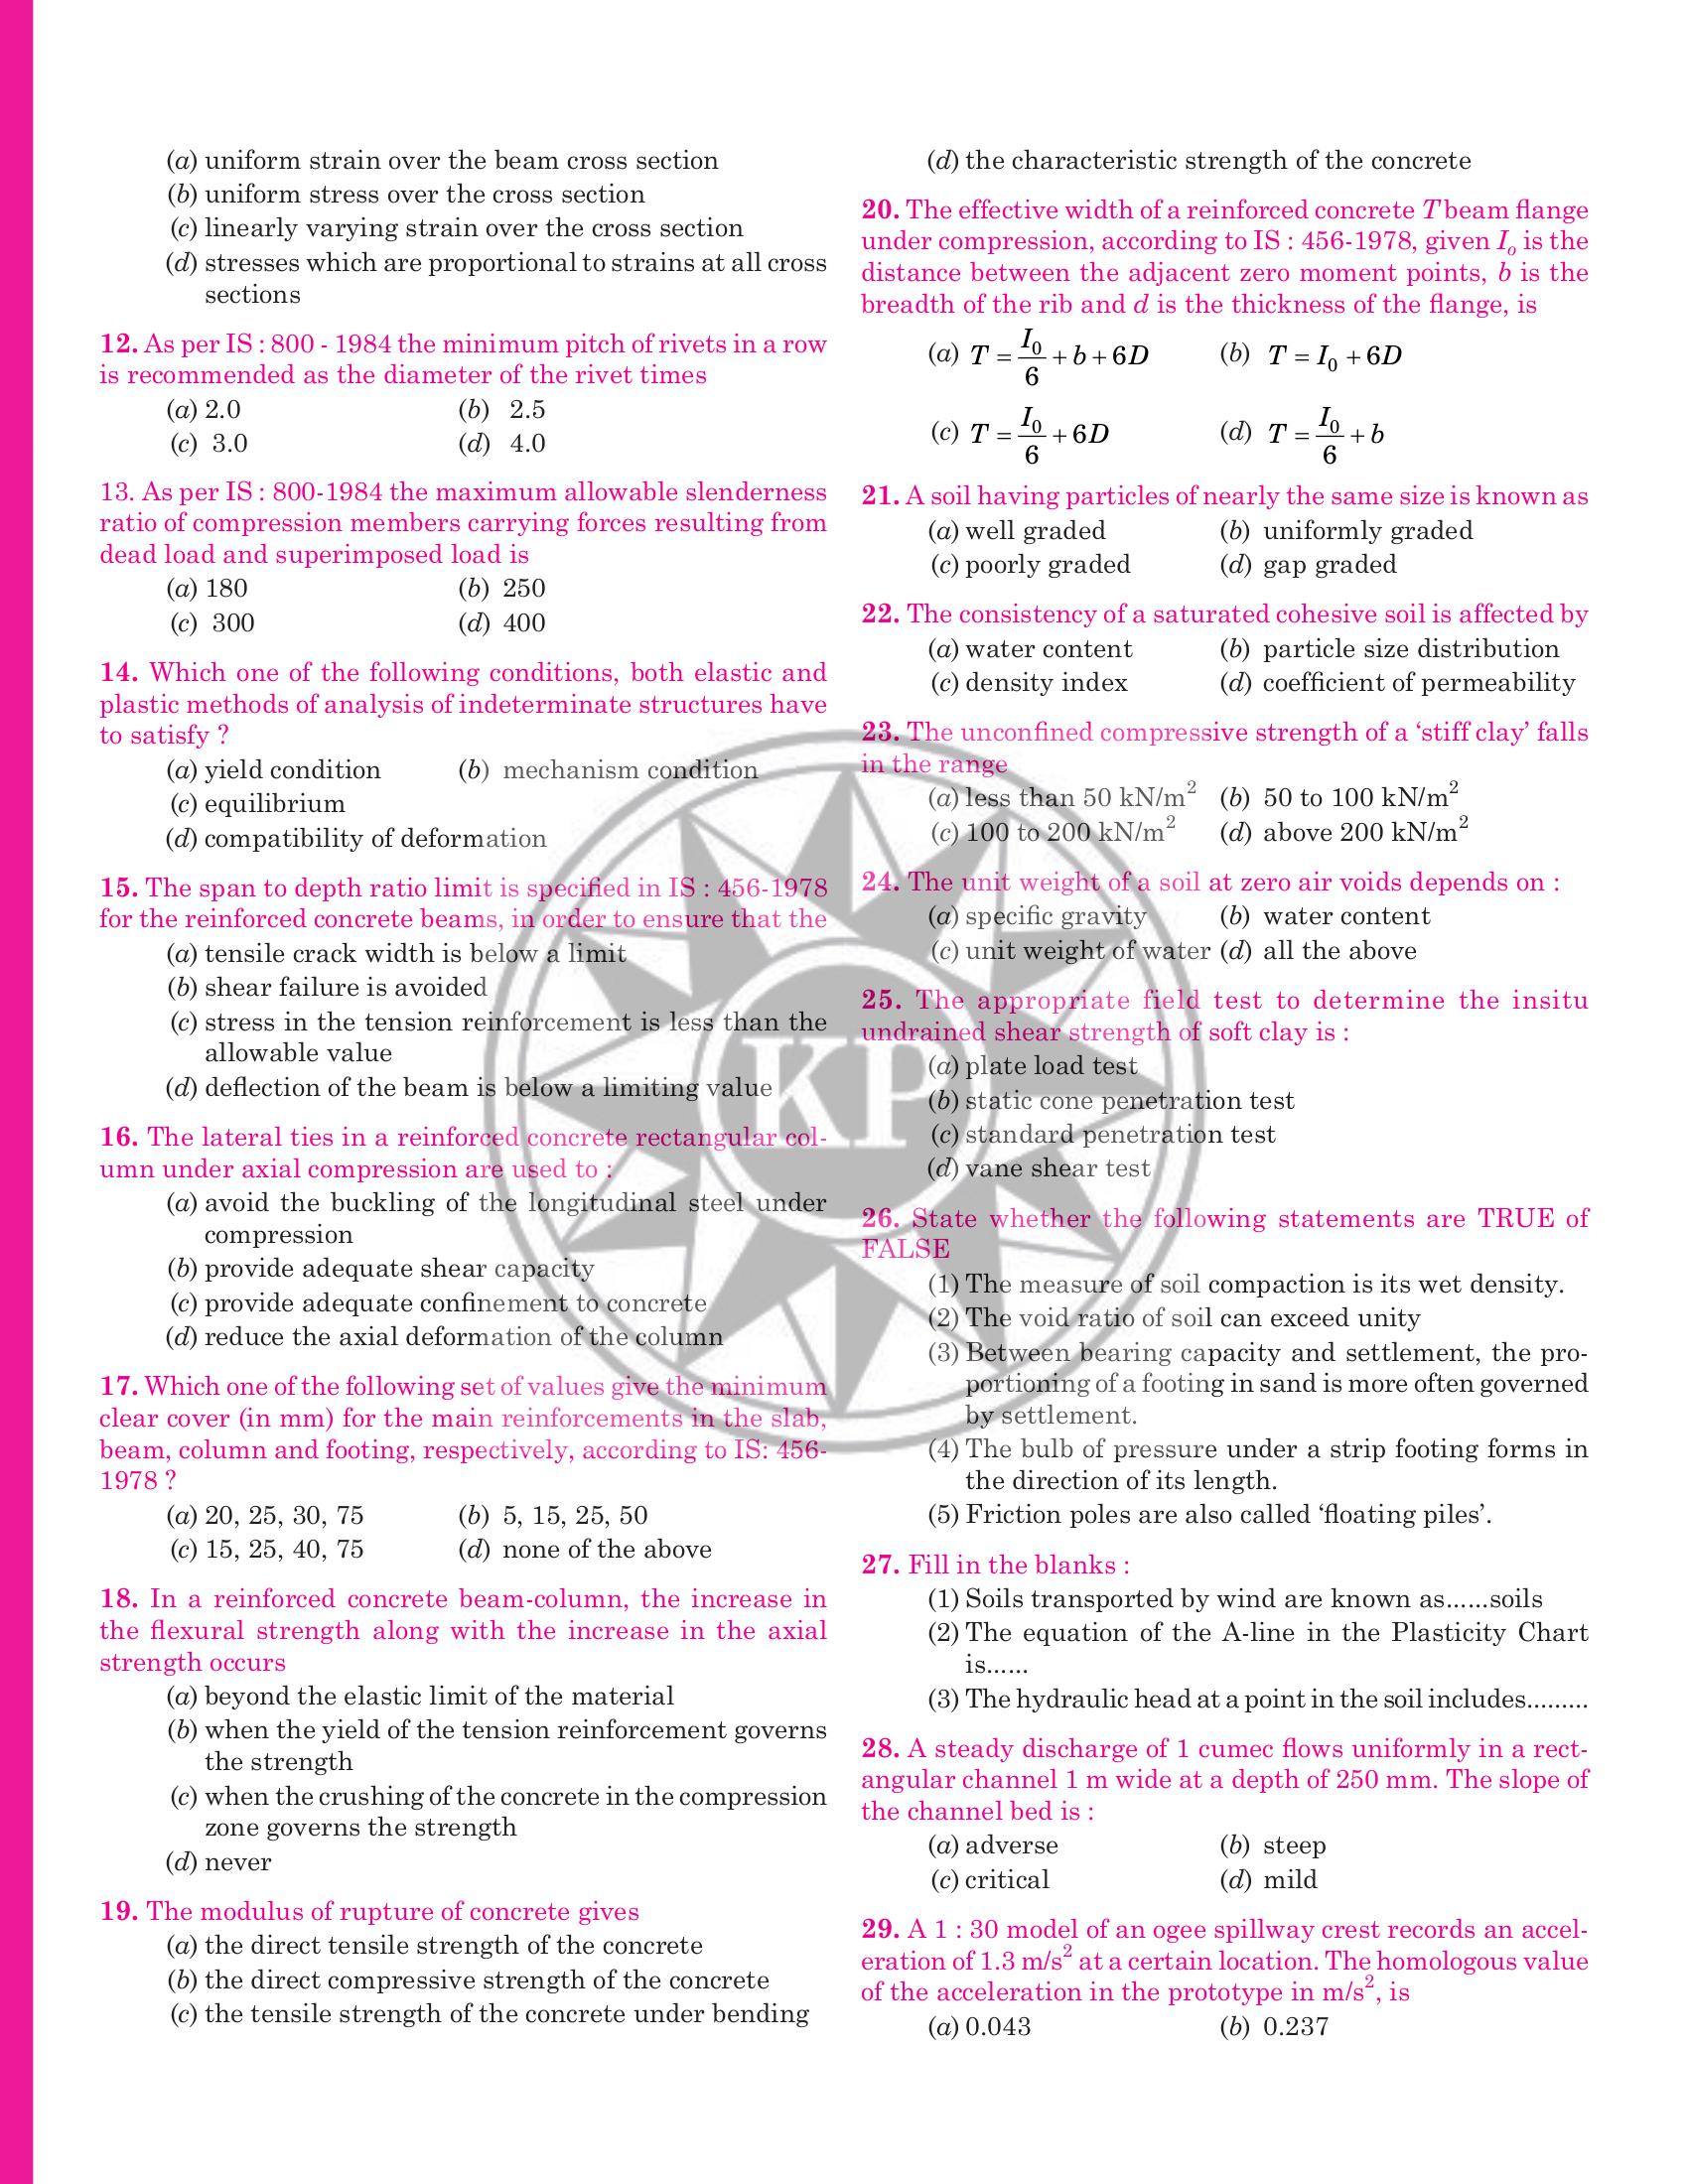 (a) uniform strain over the beam cross section
(b) uniform stress over the cross section
(c) linearly varying strain over the cross section
(d) stresses which are proportional to strains at all cross
sections
12. As per IS : 800 - 1984 the minimum pitch of rivets in a row
is recommended as the diameter of the rivet times
(a) 2.0 (b) 2.5
(c) 3.0 (d) 4.0
13. As per IS : 800-1984 the maximum allowable slenderness
ratio of compression members carrying forces resulting from
dead load and superimposed load is
(a) 180 (b) 250
(c) 300 (d) 400
14. Which one of the following conditions, both elastic and
plastic methods of analysis of indeterminate structures have
to satisfy ?
(a) yield condition (b) mechanism condition
(c) equilibrium
(d) compatibility of deformation
15. The span to depth ratio limit is specified in IS : 456-1978
for the reinforced concrete beams, in order to ensure that the
(a) tensile crack width is below a limit
(b) shear failure is avoided
(c) stress in the tension reinforcement is less than the
allowable value
(d) deflection of the beam is below a limiting value
16. The lateral ties in a reinforced concrete rectangular col-
umn under axial compression are used to :
(a) avoid the buckling of the longitudinal steel under
compression
(b) provide adequate shear capacity
(c) provide adequate confinement to concrete
(d) reduce the axial deformation of the column
17. Which one of the following set of values give the minimum
clear cover (in mm) for the main reinforcements in the slab,
beam, column and footing, respectively, according to IS: 456-
1978 ?
(a) 20, 25, 30, 75 (b) 5, 15, 25, 50
(c) 15, 25, 40, 75 (d) none of the above
18. In a reinforced concrete beam-column, the increase in
the flexural strength along with the increase in the axial
strength occurs
(a) beyond the elastic limit of the material
(b) when the yield of the tension reinforcement governs
the strength
(c) when the crushing of the concrete in the compression
zone governs the strength
(d) never
19. The modulus of rupture of concrete gives
(a) the direct tensile strength of the concrete
(b) the direct compressive strength of the concrete
(c) the tensile strength of the concrete under bending
(d) the characteristic strength of the concrete
20. The effective width of a reinforced concrete T beam flange
under compression, according to IS : 456-1978, given Io is the
distance between the adjacent zero moment points, b is the
breadth of the rib and d is the thickness of the flange, is
(a) T = I0/6 + b + 6D (b) T = I0 + 6D
(c) T = I0/6 + 6D (d) T = I0/6 + b
21. A soil having particles of nearly the same size is known as
(a) well graded (b) uniformly graded
(c) poorly graded (d) gap graded
22. The consistency of a saturated cohesive soil is affected by
(a) water content (b) particle size distribution
(c) density index (d) coefficient of permeability
23. The unconfined compressive strength of a ‘stiff clay’ falls
in the range
(a) less than 50 kN/m² (b) 50 to 100 kN/m²
(c) 100 to 200 kN/m² (d) above 200 kN/m²
24. The unit weight of a soil at zero air voids depends on :
(a) specific gravity (b) water content
(c) unit weight of water (d) all the above
25. The appropriate field test to determine the insitu
undrained shear strength of soft clay is :
(a) plate load test
(b) static cone penetration test
(c) standard penetration test
(d) vane shear test
26. State whether the following statements are TRUE of
FALSE
(1) The measure of soil compaction is its wet density.
(2) The void ratio of soil can exceed unity
(3) Between bearing capacity and settlement, the pro-
portioning of a footing in sand is more often governed
by settlement.
(4) The bulb of pressure under a strip footing forms in
the direction of its length.
(5) Friction poles are also called ‘floating piles’.
27. Fill in the blanks :
(1) Soils transported by wind are known as......soils
(2) The equation of the A-line in the Plasticity Chart
is......
(3) The hydraulic head at a point in the soil includes.........
28. A steady discharge of 1 cumec flows uniformly in a rect-
angular channel 1 m wide at a depth of 250 mm. The slope of
the channel bed is :
(a) adverse (b) steep
(c) critical (d) mild
29. A 1 : 30 model of an ogee spillway crest records an accel-
eration of 1.3 m/s² at a certain location. The homologous value
of the acceleration in the prototype in m/s², is
(a) 0.043 (b) 0.237
KP